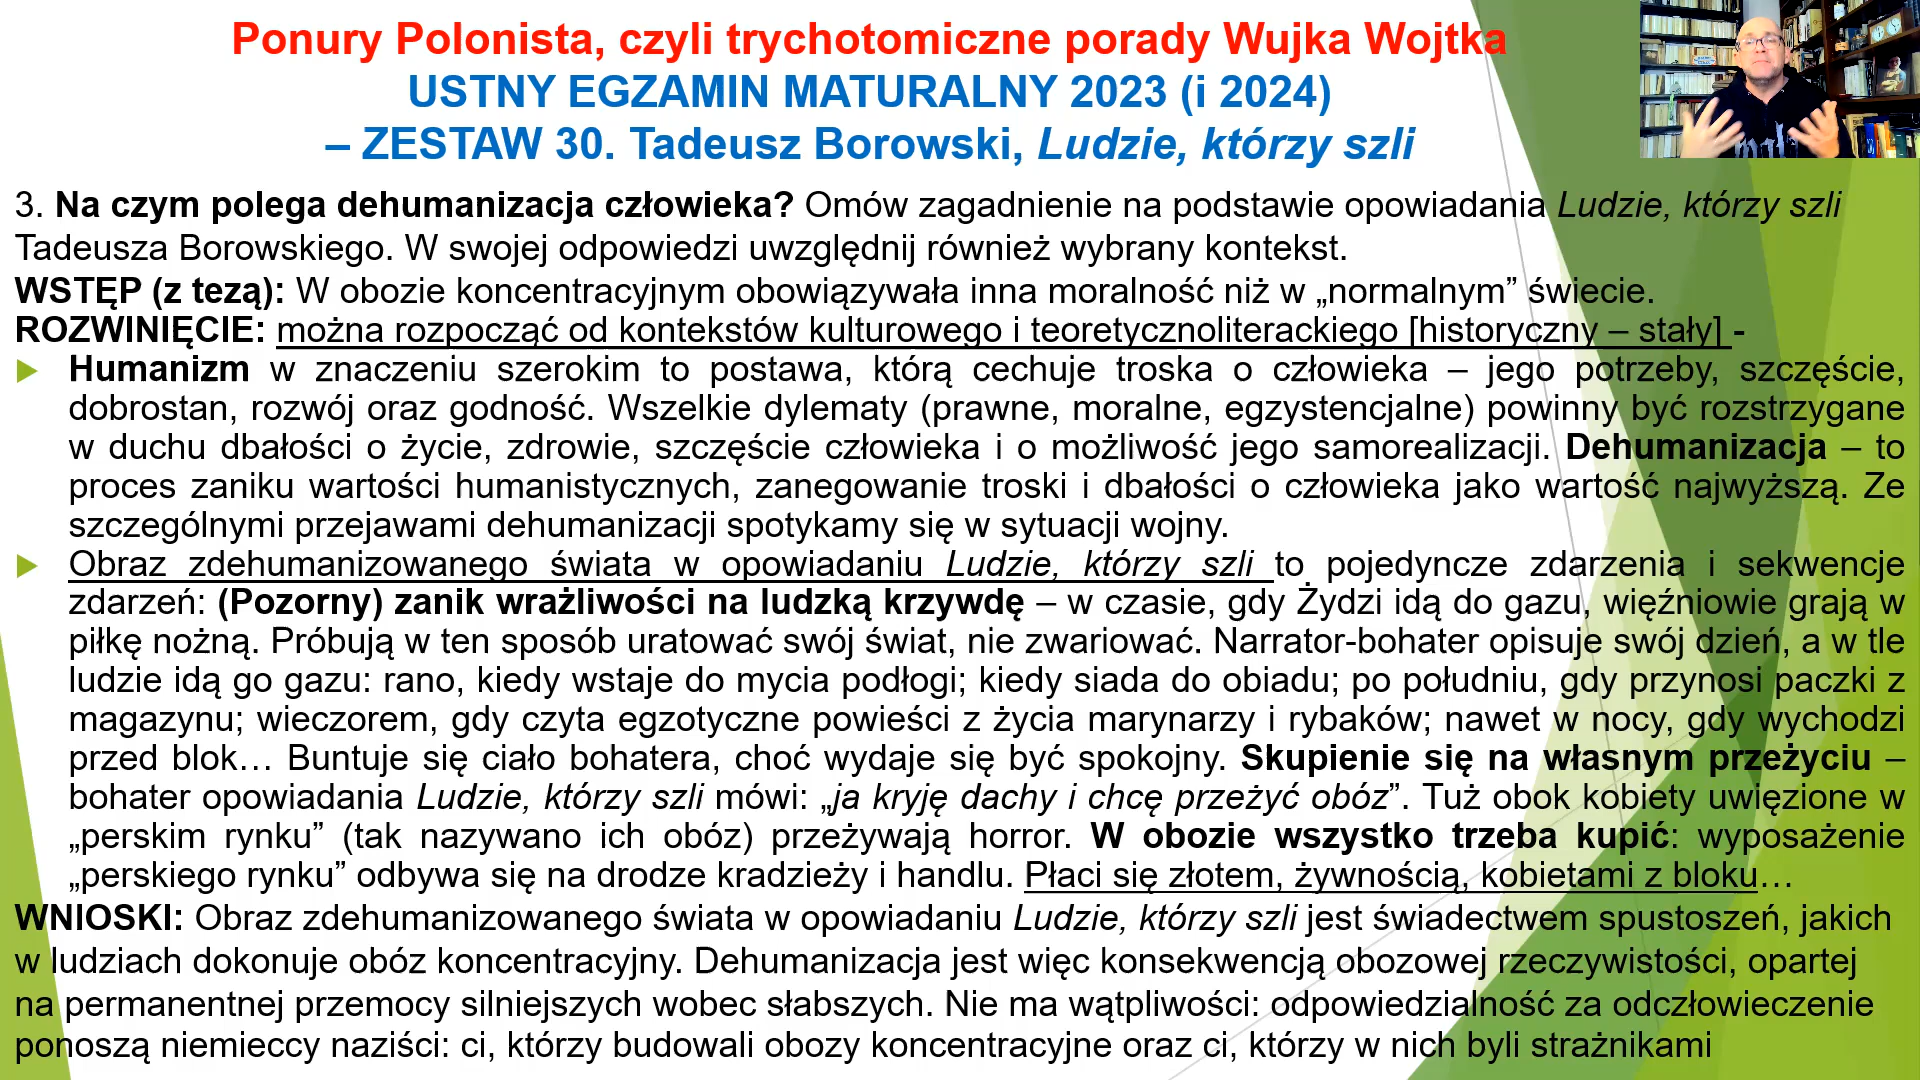 Ponury Polonista, czyli trychotomiczne porady Wujka Wojtka
USTNY EGZAMIN MATURALNY 2023 (i 2024)
– ZESTAW 30. Tadeusz Borowski, Ludzie, którzy szli
3. Na czym polega dehumanizacja człowieka? Omów zagadnienie na podstawie opowiadania Ludzie, którzy szli
Tadeusza Borowskiego. W swojej odpowiedzi uwzględnij również wybrany kontekst.
WSTĘP (z tezą): W obozie koncentracyjnym obowiązywała inna moralność niż w „normalnym” świecie.
ROZWINIĘCIE: można rozpocząć od kontekstów kulturowego i teoretycznoliterackiego [historyczny – stały] -
Humanizm w znaczeniu szerokim to postawa, którą cechuje troska o człowieka – jego potrzeby, szczęście,
dobrostan, rozwój oraz godność. Wszelkie dylematy (prawne, moralne, egzystencjalne) powinny być rozstrzygane
w duchu dbałości o życie, zdrowie, szczęście człowieka i o możliwość jego samorealizacji. Dehumanizacja – to
proces zaniku wartości humanistycznych, zanegowanie troski i dbałości o człowieka jako wartość najwyższą. Ze
szczególnymi przejawami dehumanizacji spotykamy się w sytuacji wojny.
Obraz zdehumanizowanego świata w opowiadaniu Ludzie, którzy szli to pojedyncze zdarzenia i sekwencje
zdarzeń: (Pozorny) zanik wrażliwości na ludzką krzywdę – w czasie, gdy Żydzi idą do gazu, więźniowie grają w
piłkę nożną. Próbują w ten sposób uratować swój świat, nie zwariować. Narrator-bohater opisuje swój dzień, a w tle
ludzie idą go gazu: rano, kiedy wstaje do mycia podłogi; kiedy siada do obiadu; po południu, gdy przynosi paczki z
magazynu; wieczorem, gdy czyta egzotyczne powieści z życia marynarzy i rybaków; nawet w nocy, gdy wychodzi
przed blok… Buntuje się ciało bohatera, choć wydaje się być spokojny. Skupienie się na własnym przeżyciu –
bohater opowiadania Ludzie, którzy szli mówi: „ja kryję dachy i chcę przeżyć obóz”. Tuż obok kobiety uwięzione w
„perskim rynku” (tak nazywano ich obóz) przeżywają horror. W obozie wszystko trzeba kupić: wyposażenie
„perskiego rynku” odbywa się na drodze kradzieży i handlu. Płaci się złotem, żywnością, kobietami z bloku…
WNIOSKI: Obraz zdehumanizowanego świata w opowiadaniu Ludzie, którzy szli jest świadectwem spustoszeń, jakich
w ludziach dokonuje obóz koncentracyjny. Dehumanizacja jest więc konsekwencją obozowej rzeczywistości, opartej
na permanentnej przemocy silniejszych wobec słabszych. Nie ma wątpliwości: odpowiedzialność za odczłowieczenie
ponoszą niemieccy naziści: ci, którzy budowali obozy koncentracyjne oraz ci, którzy w nich byli strażnikami